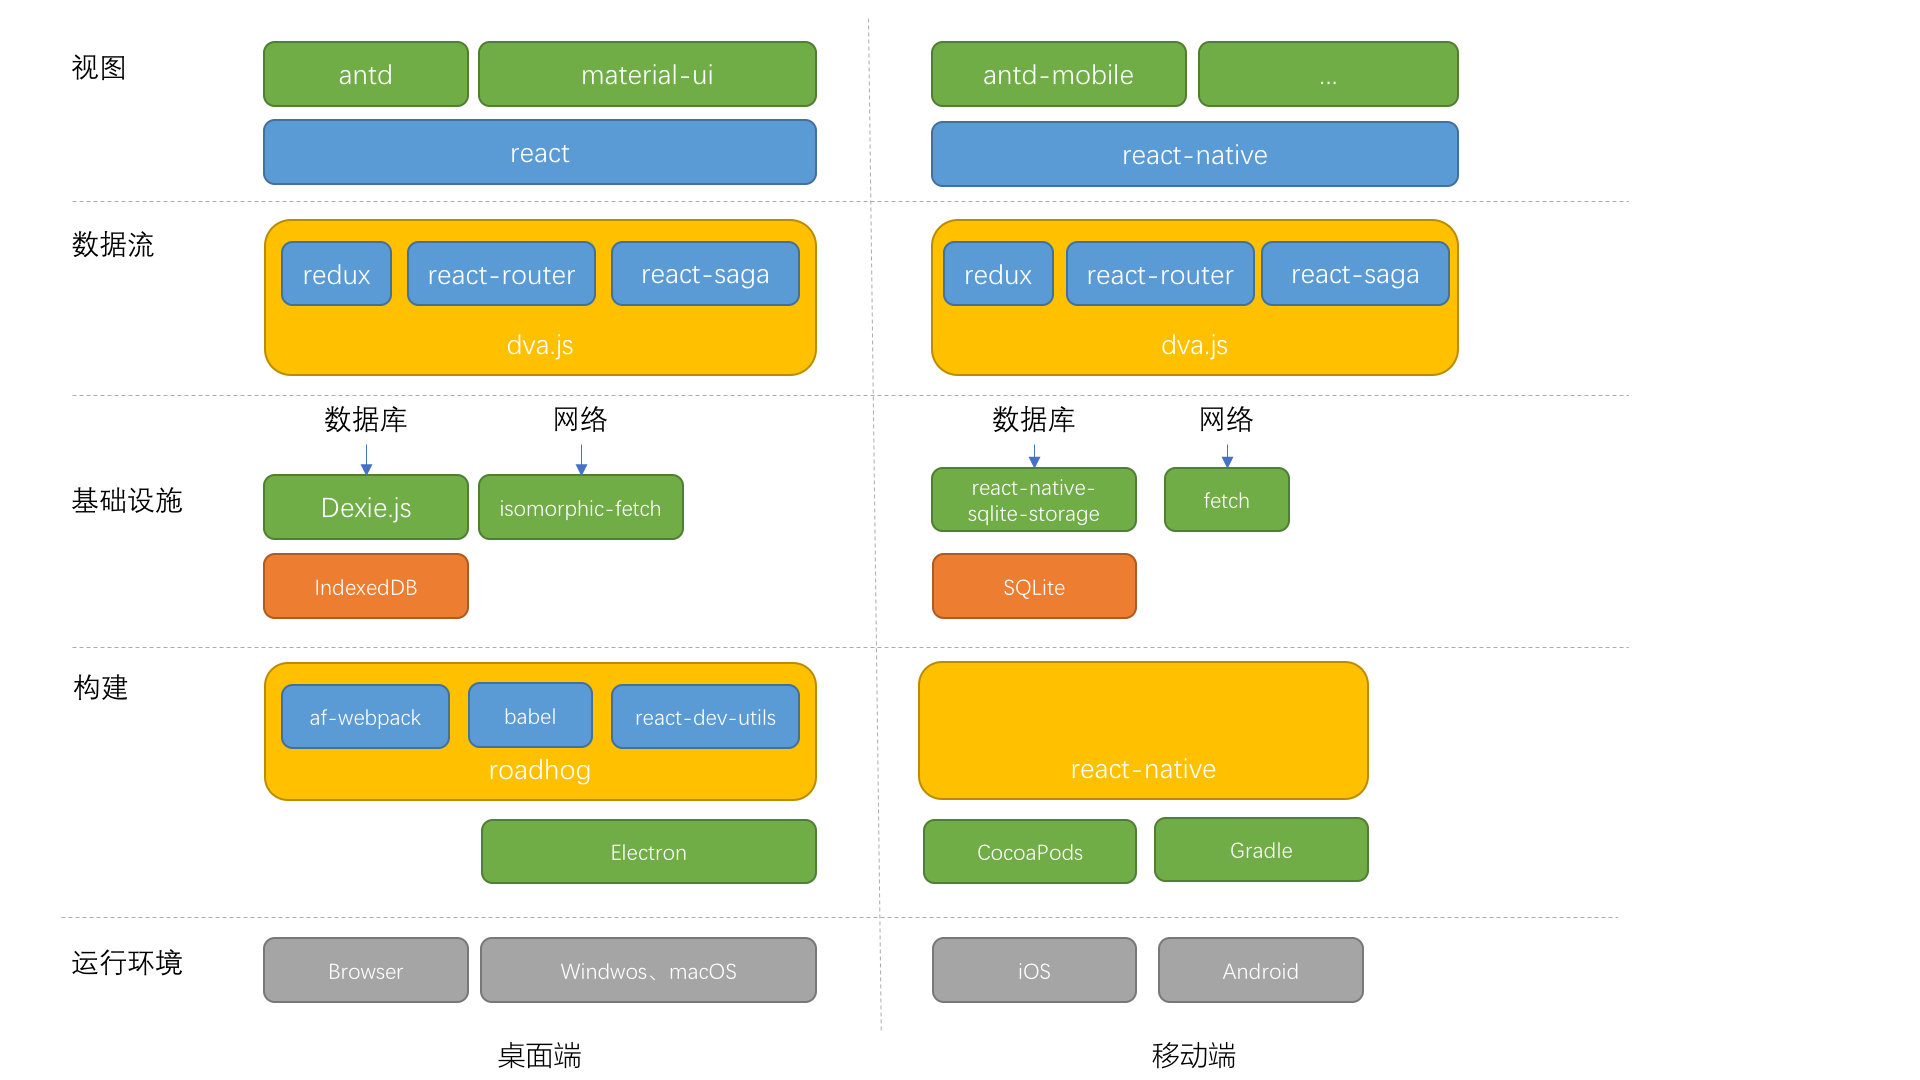 视图
antd
material-ui
antd-mobile
...
react
react-native
数据流
redux
react-router
react-saga
dva.js
redux
react-router
react-saga
dva.js
基础设施
数据库
网络
数据库
网络
Dexie.js
isomorphic-fetch
react-native-
sqlite-storage
fetch
IndexedDB
SQLite
构建
af-webpack
babel
react-dev-utils
roadhog
react-native
Electron
CocoaPods
Gradle
运行环境
Browser
Windwos、macOS
iOS
Android
桌面端
移动端